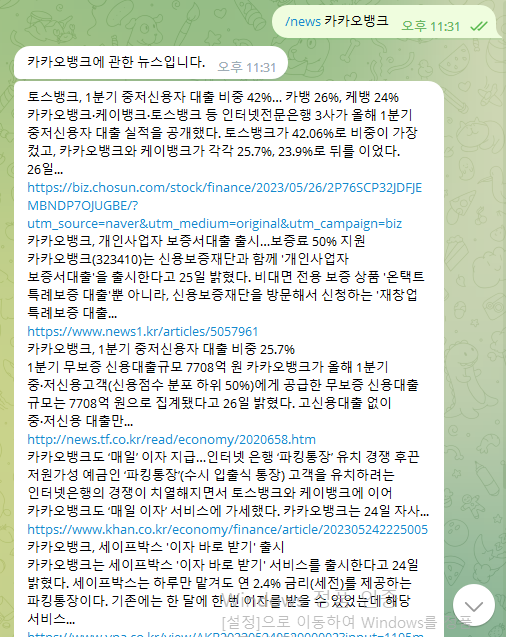 /news 카카오뱅크 오후 11:31
카카오뱅크에 관한 뉴스입니다. 오후 11:31
토스뱅크, 1분기 중저신용자 대출 비중 42%... 카뱅 26%, 케뱅 24%
카카오뱅크·케이뱅크·토스뱅크 등 인터넷전문은행 3사가 올해 1분기
중저신용자 대출 실적을 공개했다. 토스뱅크가 42.06%로 비중이 가장
컸고, 카카오뱅크와 케이뱅크가 각각 25.7%, 23.9%로 뒤를 이었다.
26일...
https://biz.chosun.com/stock/finance/2023/05/26/2P76SCP32JDFJE
MBNDP7OJUGBE/?
utm_source=naver&utm_medium=original&utm_campaign=biz
카카오뱅크, 개인사업자 보증서대출 출시…보증료 50% 지원
카카오뱅크(323410)는 신용보증재단과 함께 '개인사업자
보증서대출'을 출시한다고 25일 밝혔다. 비대면 전용 보증 상품 '온택트
특례보증 대출'뿐 아니라, 신용보증재단을 방문해서 신청하는 '재창업
특례보증 대출...
https://www.news1.kr/articles/5057961
카카오뱅크, 1분기 중저신용자 대출 비중 25.7%
1분기 무보증 신용대출규모 7708억 원 카카오뱅크가 올해 1분기
중·저신용고객(신용점수 분포 하위 50%)에게 공급한 무보증 신용대출
규모는 7708억 원으로 집계됐다고 26일 밝혔다. 고신용대출 없이
중·저신용 대출만...
http://news.tf.co.kr/read/economy/2020658.htm
카카오뱅크도 ‘매일’ 이자 지급…인터넷 은행 ‘파킹통장’ 유치 경쟁 후끈
저원가성 예금인 ‘파킹통장’(수시 입출식 통장) 고객을 유치하려는
인터넷은행의 경쟁이 치열해지면서 토스뱅크와 케이뱅크에 이어
카카오뱅크도 ‘매일 이자’ 서비스에 가세했다. 카카오뱅크는 24일 자사...
https://www.khan.co.kr/economy/finance/article/202305242225005
카카오뱅크, 세이프박스 '이자 바로 받기' 출시
카카오뱅크는 세이프박스 '이자 바로 받기' 서비스를 출시한다고 24일
밝혔다. 세이프박스는 하루만 맡겨도 연 2.4% 금리(세전)를 제공하는
파킹통장이다. 기존에는 한 달에 한 번 이자를 받을 수 있었는데 해당
서비스...
Windows 정품 인증
[설정]으로 이동하여 Windows를